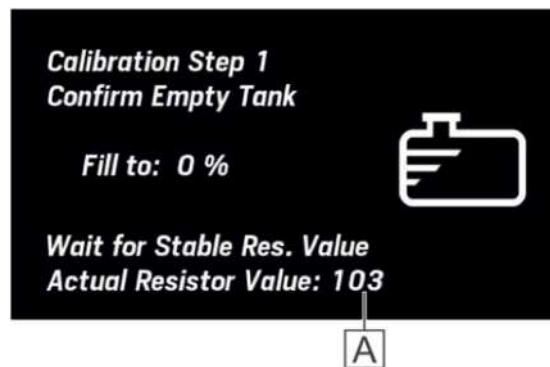 Calibration Step 1
Confirm Empty Tank
Fill to: 0 %
Wait for Stable Res. Value
Actual Resistor Value: 103
A